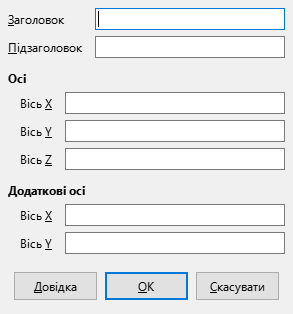 Заголовок
Підзаголовок
Осі
Вісь X
Вісь Y
Вісь Z
Додаткові осі
Вісь X
Вісь Y
Довідка
OK
Скасувати